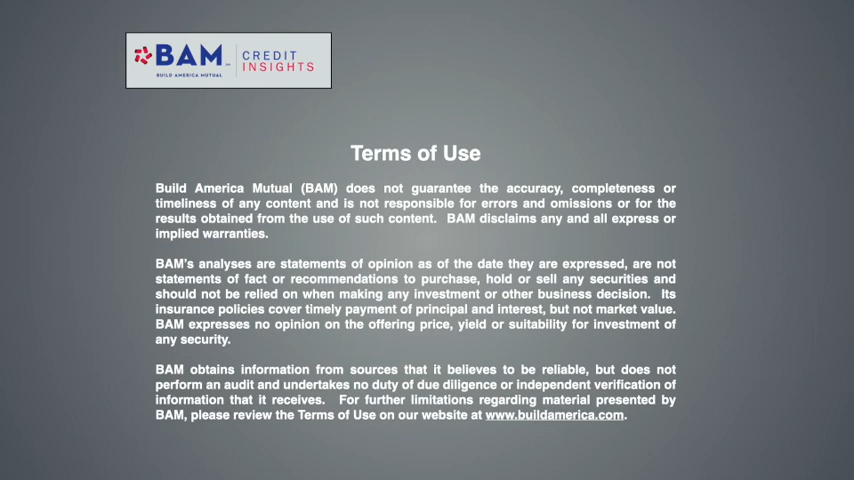 BAM
SM
BUILD AMERICA MUTUAL
CREDIT
INSIGHTS
Terms of Use
Build America Mutual (BAM) does not guarantee the accuracy, completeness or
timeliness of any content and is not responsible for errors and omissions or for the
results obtained from the use of such content. BAM disclaims any and all express or
implied warranties.
BAM's analyses are statements of opinion as of the date they are expressed, are not
statements of fact or recommendations to purchase, hold or sell any securities and
should not be relied on when making any investment or other business decision. Its
insurance policies cover timely payment of principal and interest, but not market value.
BAM expresses no opinion on the offering price, yield or suitability for investment of
any security.
BAM obtains information from sources that it believes to be reliable, but does not
perform an audit and undertakes no duty of due diligence or independent verification of
information that it receives. For further limitations regarding material presented by
BAM, please review the Terms of Use on our website at www.buildamerica.com.